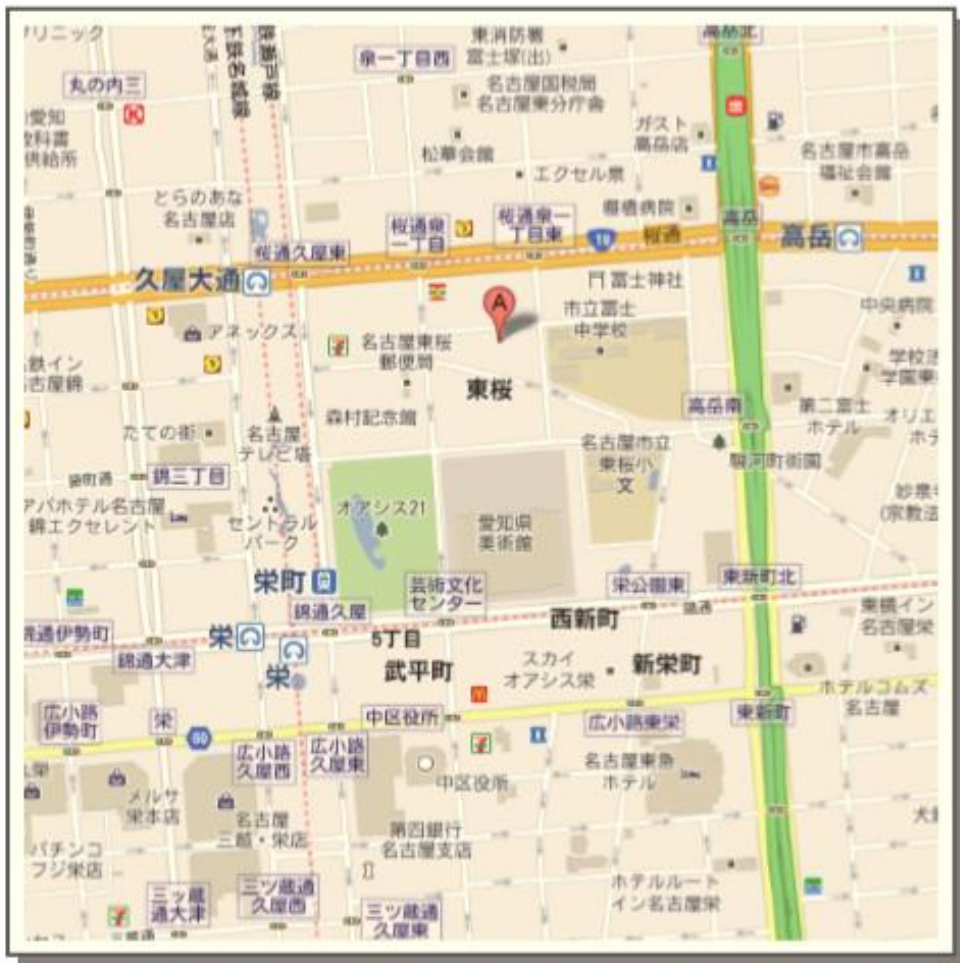 クリニック
丸の内三
泉一丁目西
東消防署
富士塚(出)
高岳北
名古屋国税局
名古屋東分庁舎
愛知
教科書
供給所
松華会館
ガスト
高岳店
名古屋市高岳
福祉会館
とらのあな
名古屋店
エクセル泉
桜通泉
一丁目
桜通泉一
丁目東
19
桜通
高岳
高岳
桜通久屋東
久屋大通
富士神社
A
市立冨士
中学校
中央病院
アネックス
名古屋東桜
郵便局
東桜
森村記念館
高岳南
第二富士
ホテル
たての街
名古屋
テレビ塔
名古屋市立
東桜小
文
駿河町街園
錦三丁目
アパホテル名古屋
錦エクセレント
セントラル
パーク
オアシス21
愛知県
美術館
栄町
芸術文化
センター
栄公園東
東新町北
錦通久屋
錦通
東横イン
名古屋栄
錦通伊勢町
錦通大津
栄
栄
5丁目
西新町
武平町
スカイ
オアシス栄
新栄町
ホテルコムズ
名古屋
広小路
伊勢町
栄
60
広小路
久屋西
広小路
久屋東
中区役所
広小路東栄
東新町
中区役所
名古屋東急
ホテル
メルサ
栄本店
名古屋
三越・栄店
第四銀行
名古屋支店
パチンコ
フジ栄店
三ッ蔵
通大津
三ツ蔵通
久屋西
三ツ蔵通
久屋東
ホテルルート
イン名古屋栄